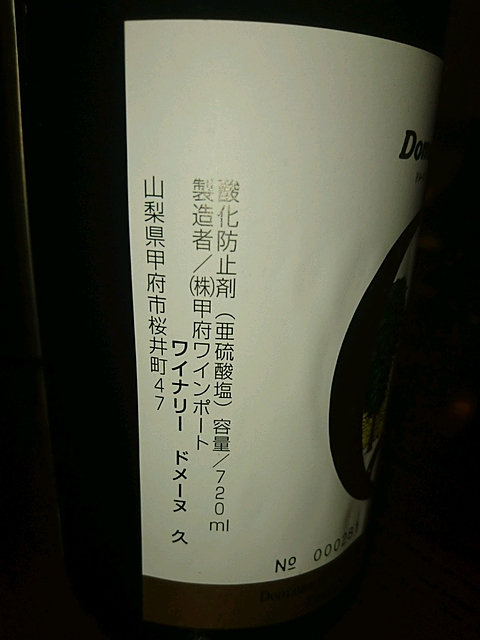 酸化防止剤（亜硫酸塩）容量／720ml
製造者／㈱甲府ワインポート
ワイナリー ドメーヌ 久
山梨県甲府市桜井町47
Nº 000281